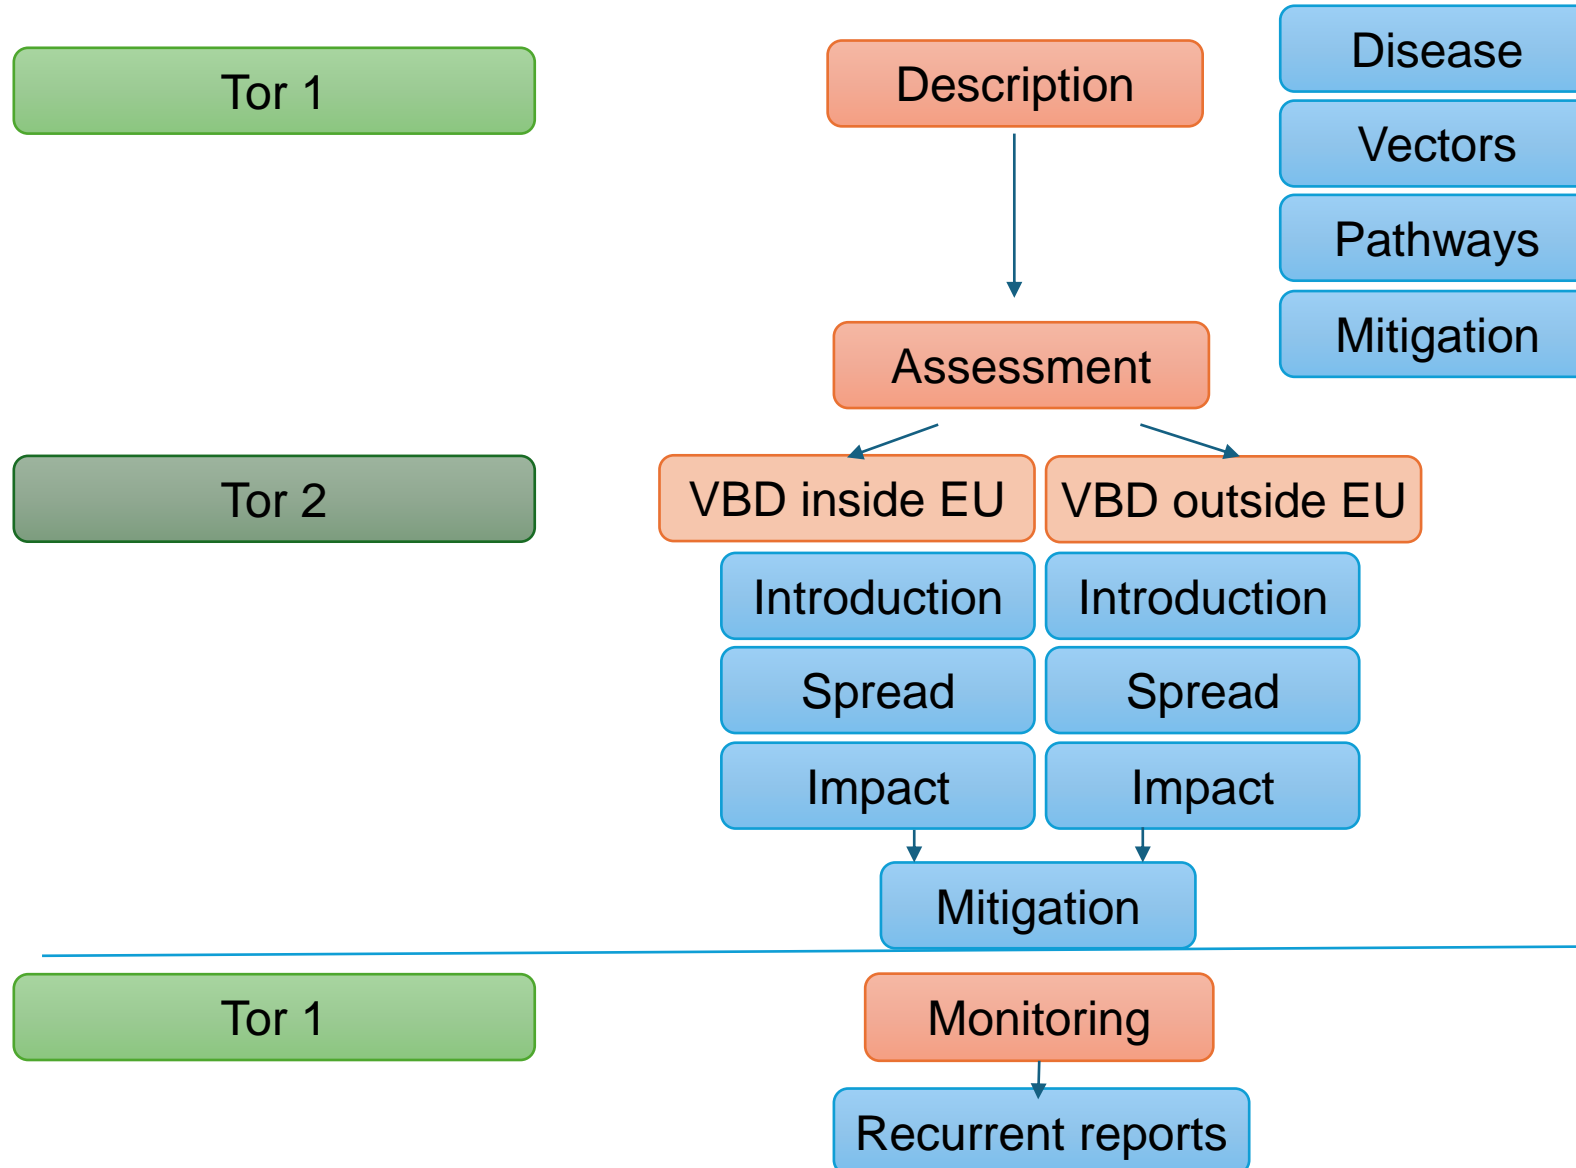 Tor 1
Description
Disease
Vectors
Pathways
Mitigation
Assessment
Tor 2
VBD inside EU
VBD outside EU
Introduction
Introduction
Spread
Spread
Impact
Impact
Mitigation
Tor 1
Monitoring
Recurrent reports